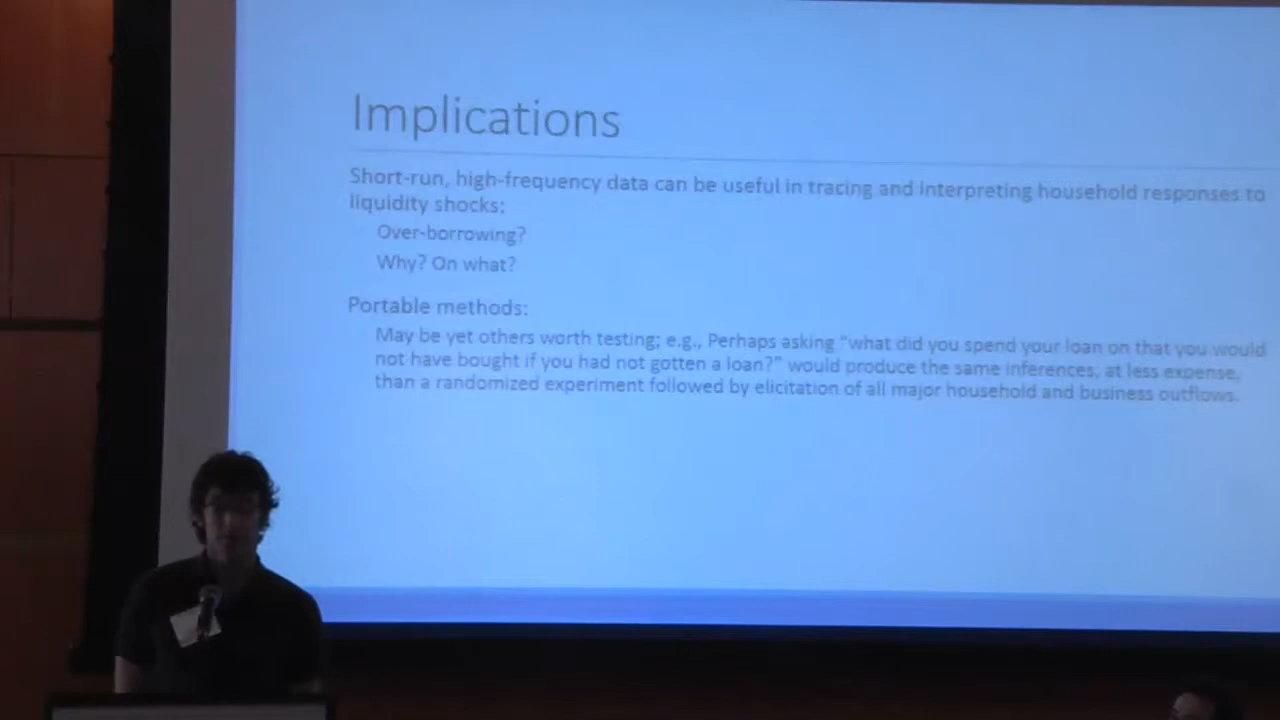 Implications
Short-run, high-frequency data can be useful in tracing and interpreting household responses to
liquidity shocks:
Over-borrowing?
Why? On what?
Portable methods:
May be yet others worth testing; e.g., Perhaps asking “what did you spend your loan on that you would
not have bought if you had not gotten a loan?” would produce the same inferences, at less expense,
than a randomized experiment followed by elicitation of all major household and business outflows.